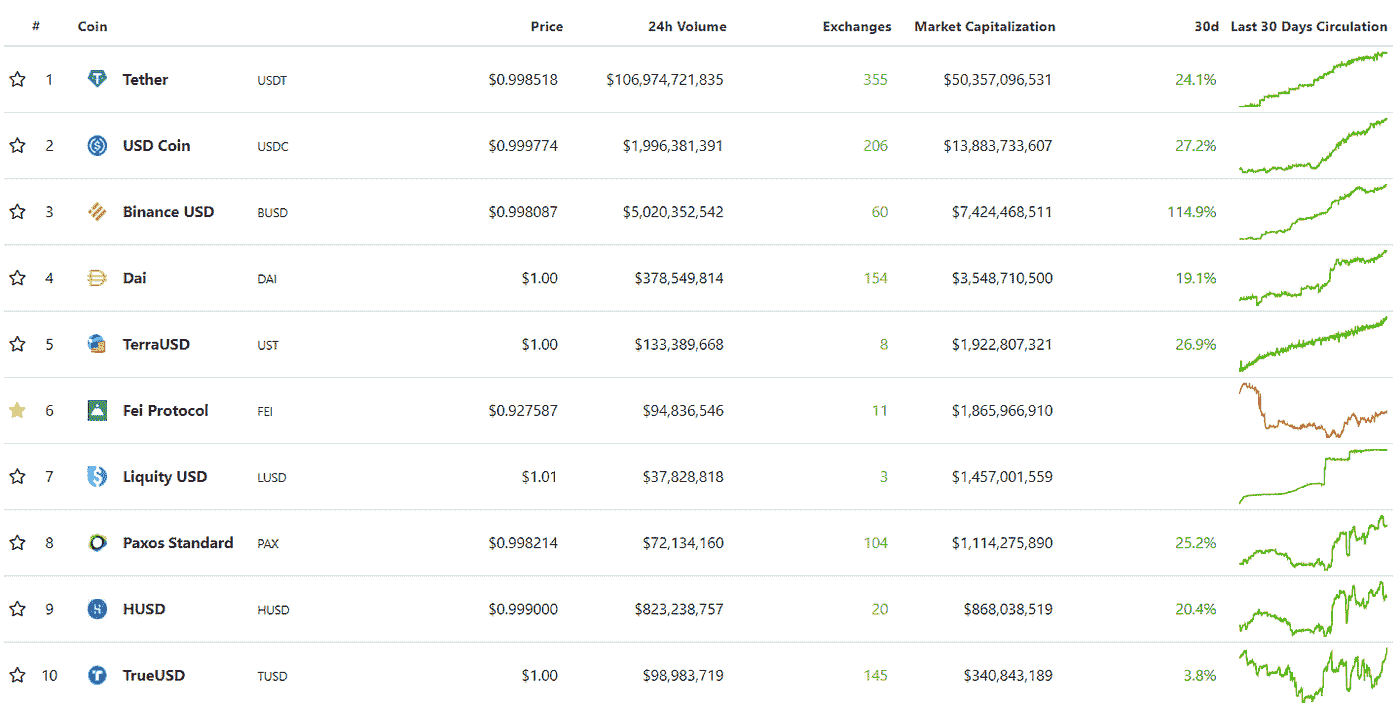 # Coin Price 24h Volume Exchanges Market Capitalization 30d Last 30 Days Circulation
1 Tether USDT $0.998518 $106,974,721,835 355 $50,357,096,531 24.1%
2 USD Coin USDC $0.999774 $1,996,381,391 206 $13,883,733,607 27.2%
3 Binance USD BUSD $0.998087 $5,020,352,542 60 $7,424,468,511 114.9%
4 Dai DAI $1.00 $378,549,814 154 $3,548,710,500 19.1%
5 TerraUSD UST $1.00 $133,389,668 8 $1,922,807,321 26.9%
6 Fei Protocol FEI $0.927587 $94,836,546 11 $1,865,966,910
7 Liquity USD LUSD $1.01 $37,828,818 3 $1,457,001,559
8 Paxos Standard PAX $0.998214 $72,134,160 104 $1,114,275,890 25.2%
9 HUSD HUSD $0.999000 $823,238,757 20 $868,038,519 20.4%
10 TrueUSD TUSD $1.00 $98,983,719 145 $340,843,189 3.8%